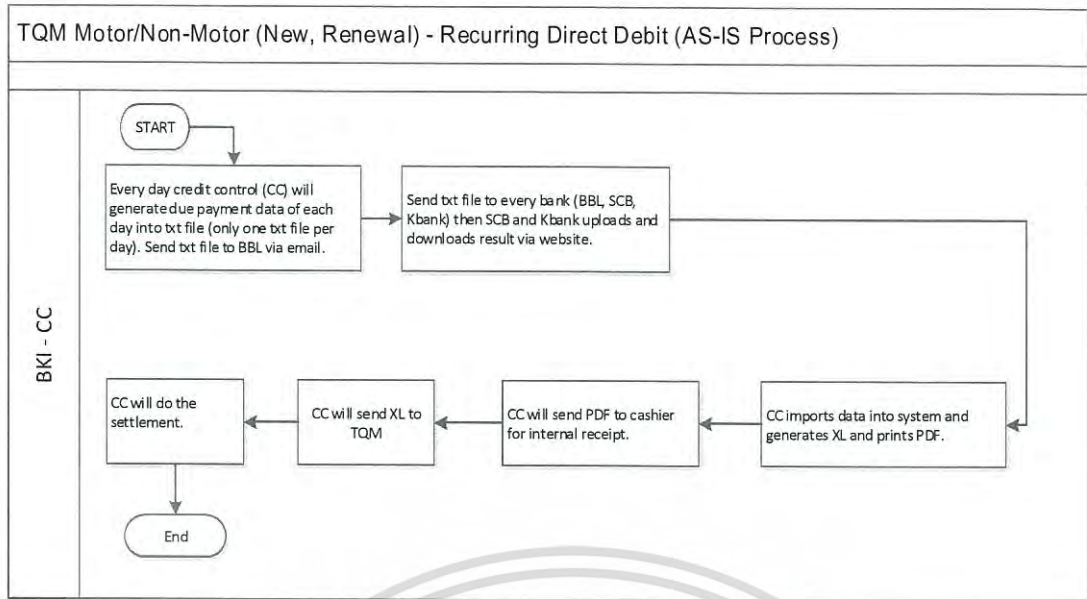 TQM Motor/Non-Motor (New, Renewal) - Recurring Direct Debit (AS-IS Process)
BKI - CC
START
Every day credit control (CC) will
generate due payment data of each
day into txt file (only one txt file per
day). Send txt file to BBL via email.
Send txt file to every bank (BBL, SCB,
Kbank) then SCB and Kbank uploads and
downloads result via website.
CC imports data into system and
generates XL and prints PDF.
CC will send PDF to cashier
for internal receipt.
CC will send XL to
TQM
CC will do the
settlement.
End